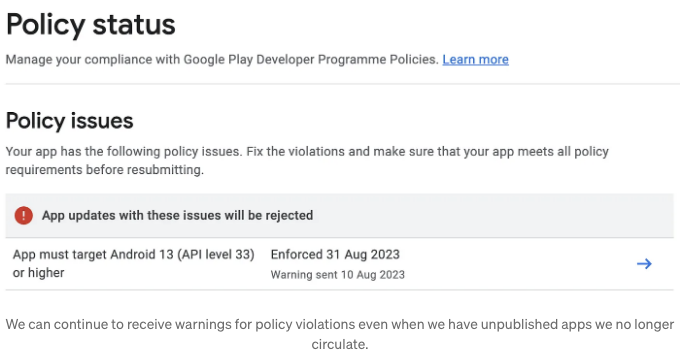 Policy status
Manage your compliance with Google Play Developer Programme Policies. Learn more
Policy issues
Your app has the following policy issues. Fix the violations and make sure that your app meets all policy
requirements before resubmitting.
App updates with these issues will be rejected
App must target Android 13 (API level 33)
or higher
Enforced 31 Aug 2023
Warning sent 10 Aug 2023
We can continue to receive warnings for policy violations even when we have unpublished apps we no longer
circulate.